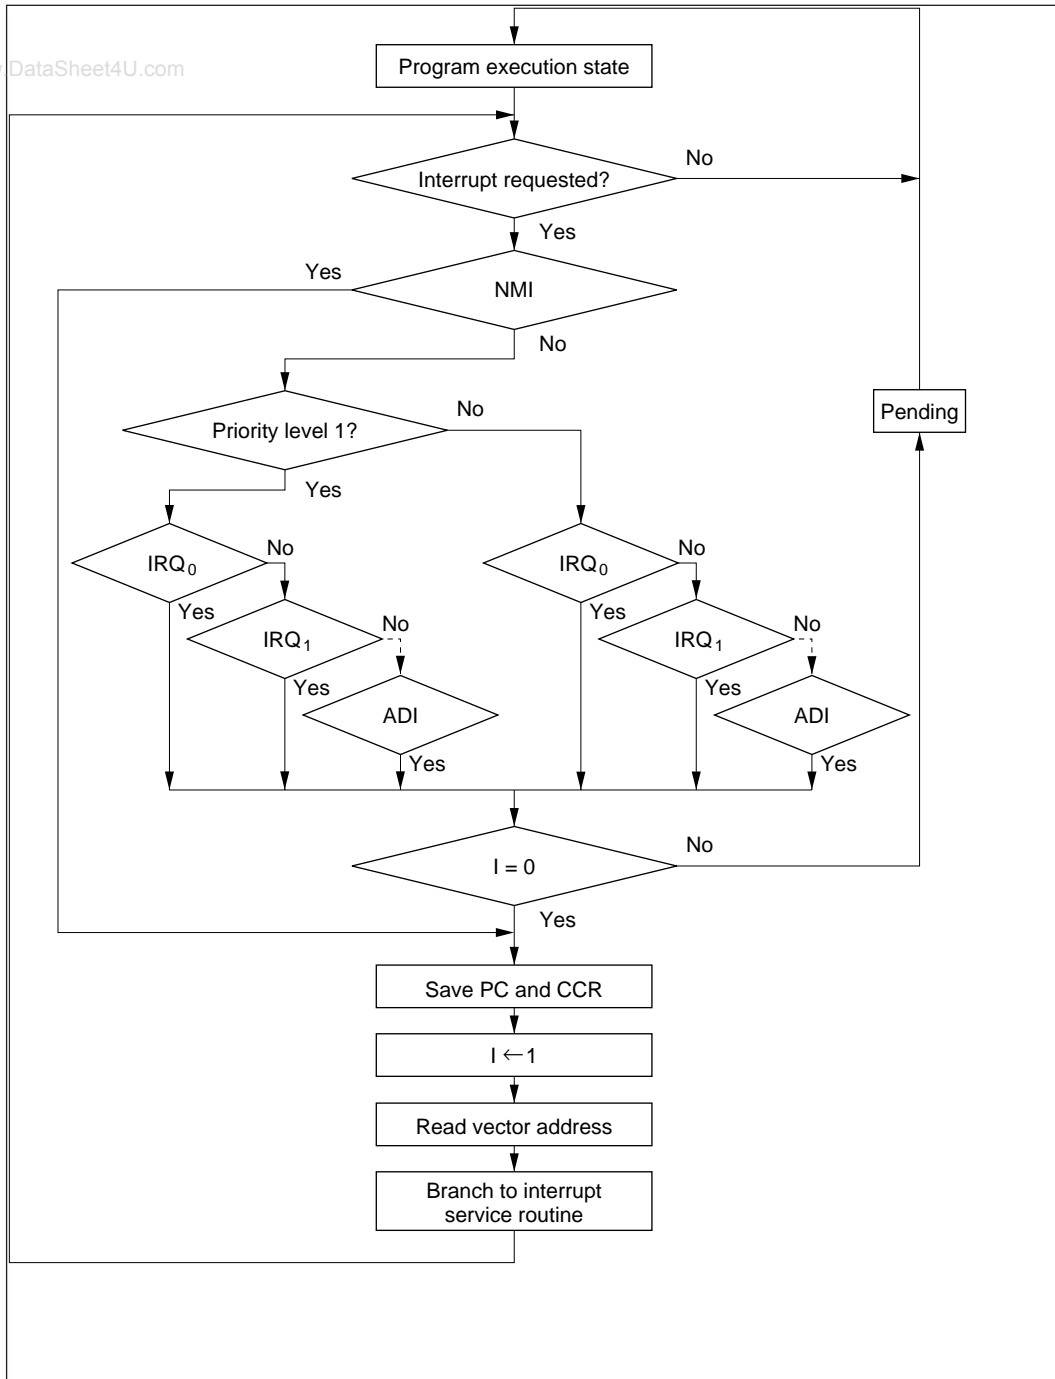 .DataSheet4U.com
Program execution state
Interrupt requested?
No
Yes
NMI
Yes
No
Priority level 1?
No
Pending
Yes
IRQ0
No
IRQ0
No
Yes
IRQ1
No
Yes
IRQ1
No
Yes
ADI
Yes
ADI
Yes
Yes
I = 0
No
Yes
Save PC and CCR
I ← 1
Read vector address
Branch to interrupt
service routine